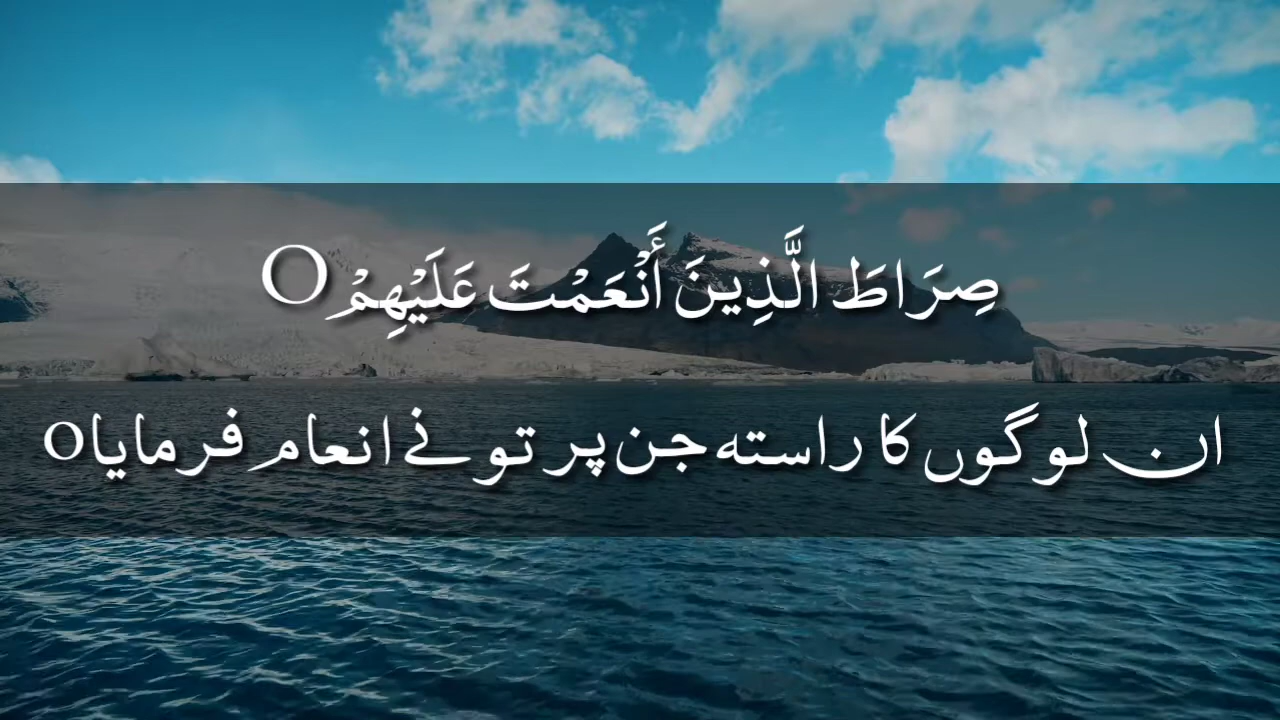 صِرَاطَ الَّذِينَ أَنْعَمْتَ عَلَيْهِمْ O
ان لوگوں کا راستہ جن پر تو نے انعام فرمایاO